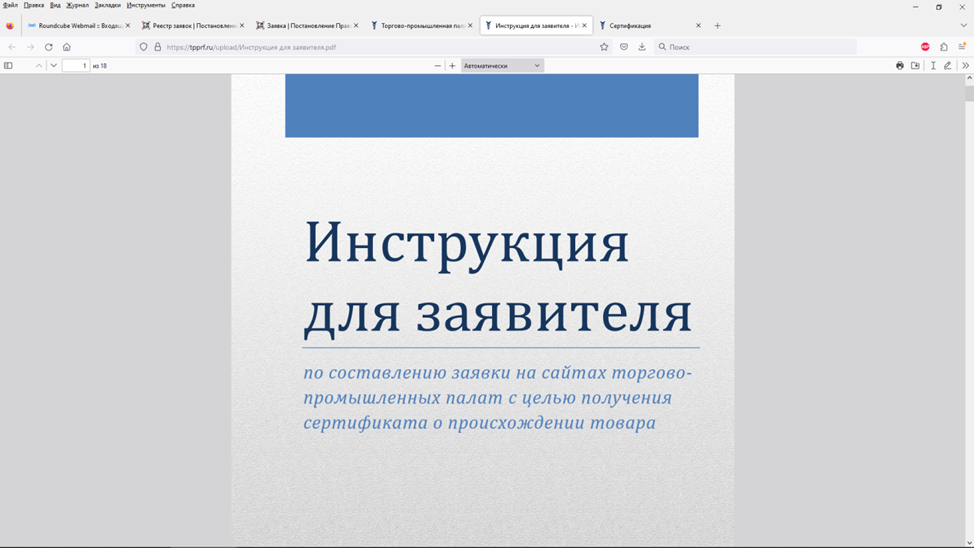 Файл Правка Вид Журнал Закладки Инструменты Справка
Roundcube Webmail :: Входящ
Реестр заявок | Постановлен
Заявка | Постановление Прав
Торгово-промышленная пала
Инструкция для заявителя - И
Сертификация
https://tpprf.ru/upload/Инструкция для заявителя.pdf
Поиск
1 из 18
Автоматически
Инструкция
для заявителя
по составлению заявки на сайтах торгово-
промышленных палат с целью получения
сертификата о происхождении товара